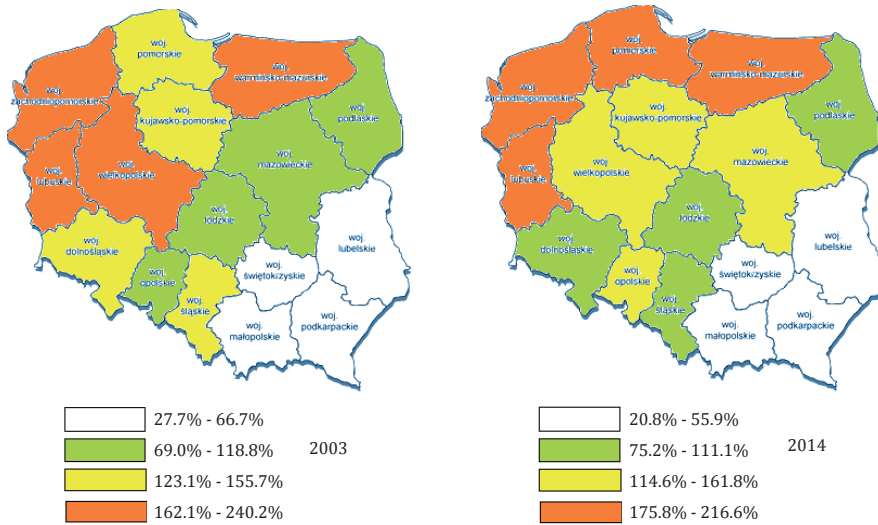 woj.
pomorskie
woj.
warmińsko-mazurskie
woj.
zachodniopomorskie
woj.
podlaskie
woj.
kujawsko-pomorskie
woj.
mazowieckie
woj.
wielkopolskie
woj.
lubuskie
woj.
łódzkie
woj.
lubelskie
woj.
dolnośląskie
woj.
opolskie
woj.
świętokrzyskie
woj.
śląskie
woj.
małopolskie
woj.
podkarpackie
27.7% - 66.7%
69.0% - 118.8%
123.1% - 155.7%
162.1% - 240.2%
2003
woj.
pomorskie
woj.
warmińsko-mazurskie
woj.
zachodniopomorskie
woj.
podlaskie
woj.
kujawsko-pomorskie
woj.
mazowieckie
woj.
wielkopolskie
woj.
lubuskie
woj.
łódzkie
woj.
lubelskie
woj.
dolnośląskie
woj.
opolskie
woj.
świętokrzyskie
woj.
śląskie
woj.
małopolskie
woj.
podkarpackie
20.8% - 55.9%
75.2% - 111.1%
114.6% - 161.8%
175.8% - 216.6%
2014